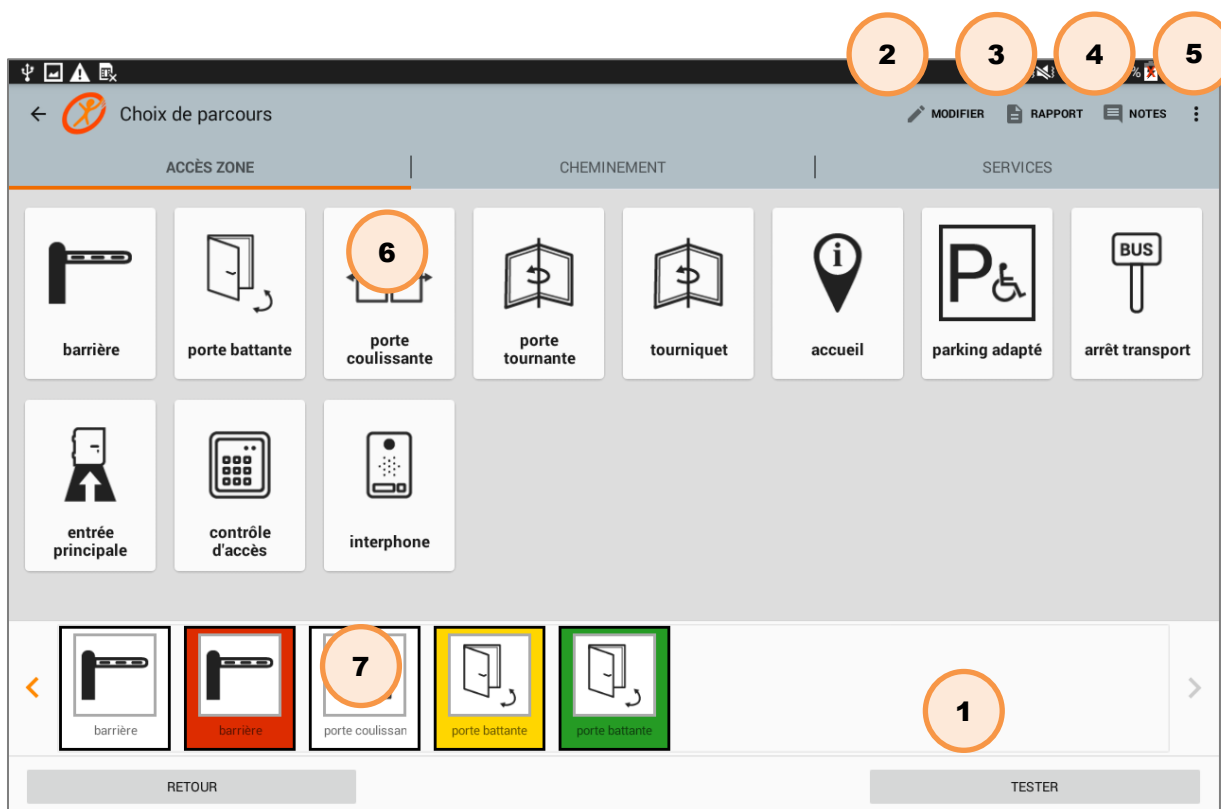 2 3 4 5
%
Choix de parcours
MODIFIER RAPPORT NOTES
ACCÈS ZONE CHEMINEMENT SERVICES
6
i
P
BUS
barrière
porte battante
porte
coulissante
porte
tournante
tourniquet
accueil
parking adapté
arrêt transport
entrée
principale
contrôle
d'accès
interphone
7
1
barrière
barrière
porte coulissan
porte battante
porte battante
RETOUR TESTER